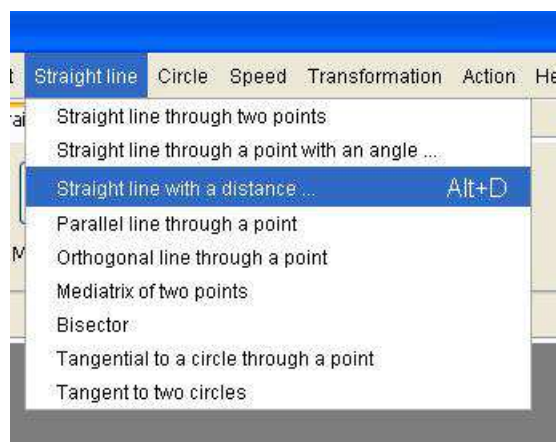 Straight line Circle Speed Transformation Action
Straight line through two points
Straight line through a point with an angle ...
Straight line with a distance ... Alt+D
Parallel line through a point
Orthogonal line through a point
Mediatrix of two points
Bisector
Tangential to a circle through a point
Tangent to two circles